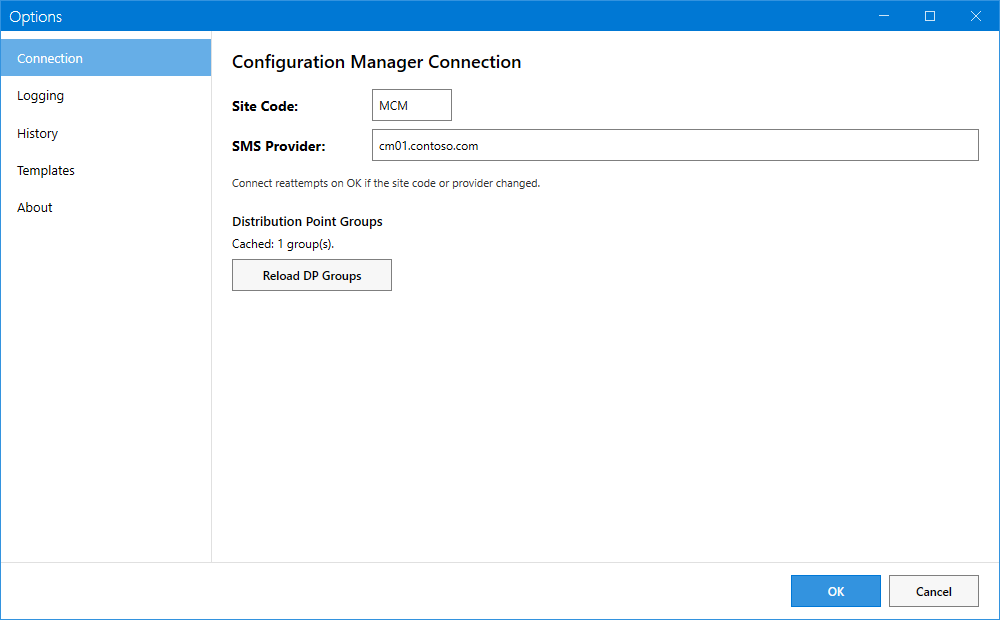 Options
Connection
Logging
History
Templates
About
Configuration Manager Connection
Site Code: MCM
SMS Provider: cm01.contoso.com
Connect reattempts on OK if the site code or provider changed.
Distribution Point Groups
Cached: 1 group(s).
Reload DP Groups
OK Cancel